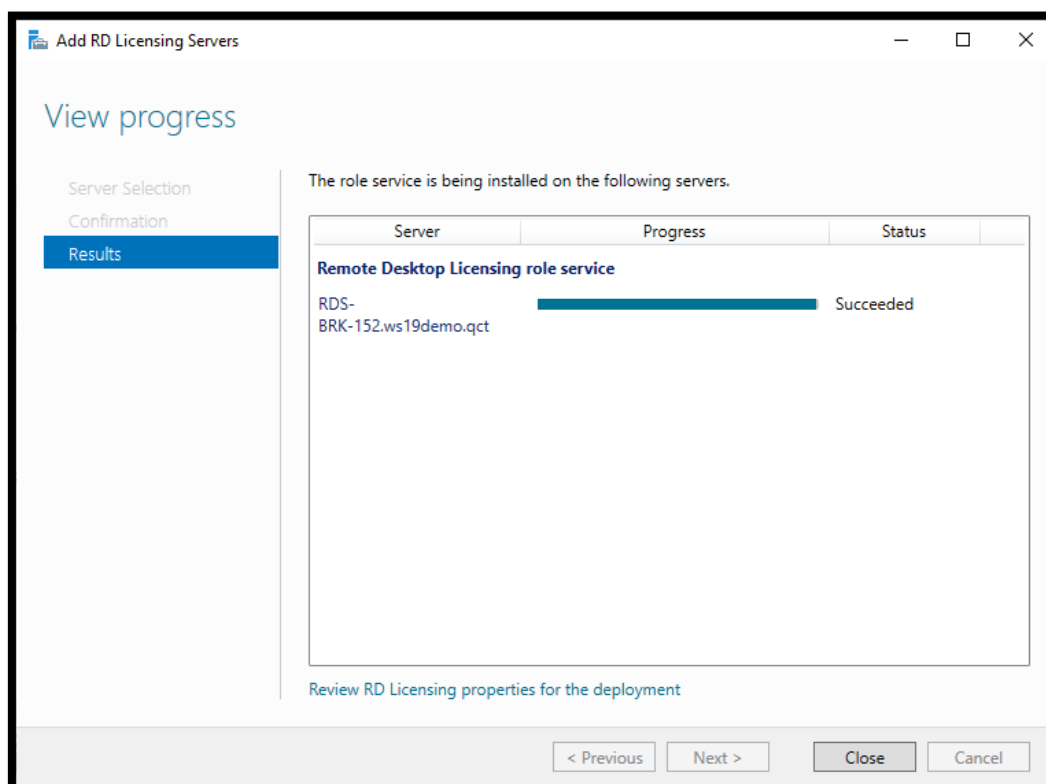 Add RD Licensing Servers
View progress
Server Selection
Confirmation
Results
The role service is being installed on the following servers.
Server Progress Status
Remote Desktop Licensing role service
RDS-
BRK-152.ws19demo.qct
Succeeded
Review RD Licensing properties for the deployment
< Previous Next > Close Cancel